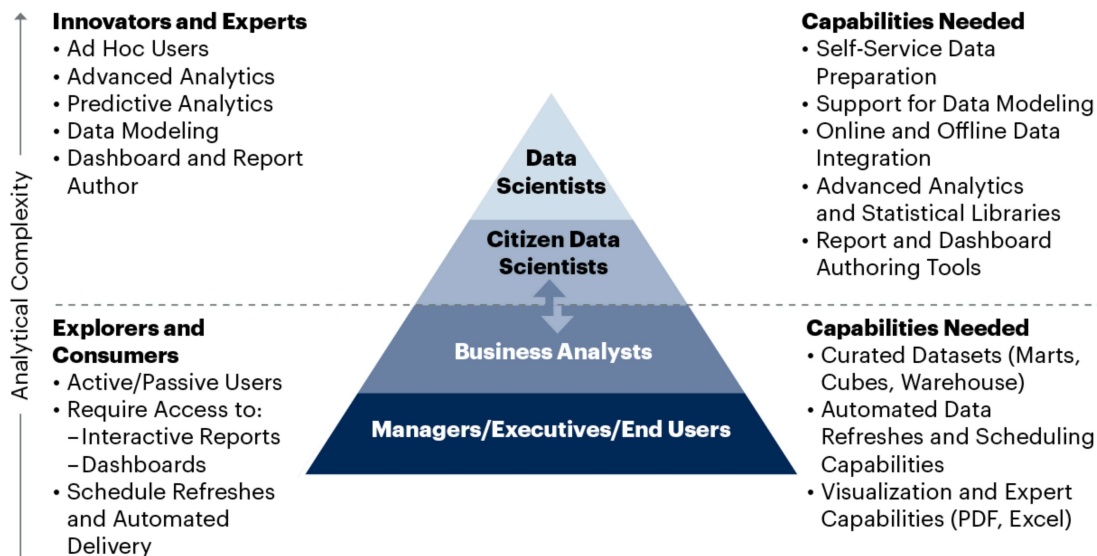 Analytical Complexity
Innovators and Experts
• Ad Hoc Users
• Advanced Analytics
• Predictive Analytics
• Data Modeling
• Dashboard and Report
Author
Data
Scientists
Citizen Data
Scientists
Capabilities Needed
• Self-Service Data
Preparation
• Support for Data Modeling
• Online and Offline Data
Integration
• Advanced Analytics
and Statistical Libraries
• Report and Dashboard
Authoring Tools
Explorers and
Consumers
• Active/Passive Users
• Require Access to:
–Interactive Reports
–Dashboards
• Schedule Refreshes
and Automated
Delivery
Business Analysts
Managers/Executives/End Users
Capabilities Needed
• Curated Datasets (Marts,
Cubes, Warehouse)
• Automated Data
Refreshes and Scheduling
Capabilities
• Visualization and Expert
Capabilities (PDF, Excel)